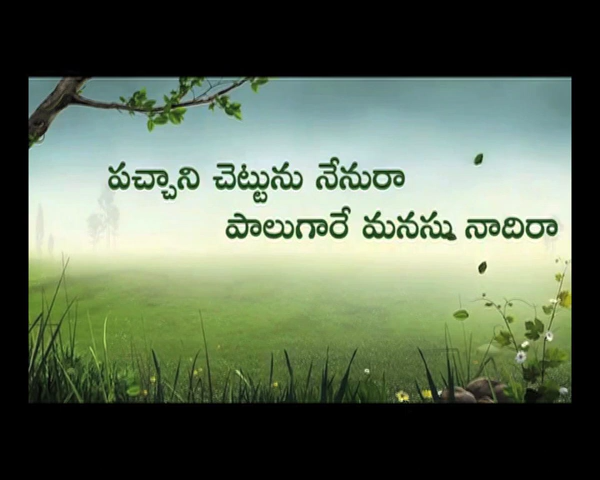 పచ్చాని చెట్టును నేనురా
పాలుగారే మనస్సు నాదిరా